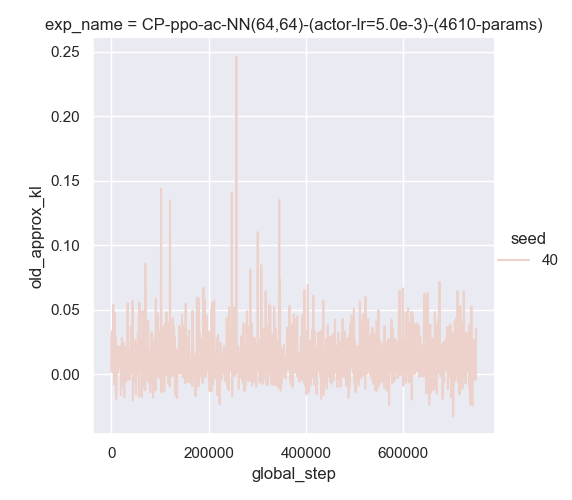 exp_name = CP-ppo-ac-NN(64,64)-(actor-lr=5.0e-3)-(4610-params)
0.25
0.20
0.15
0.10
0.05
0.00
old_approx_kl
0
200000
400000
600000
global_step
seed
40